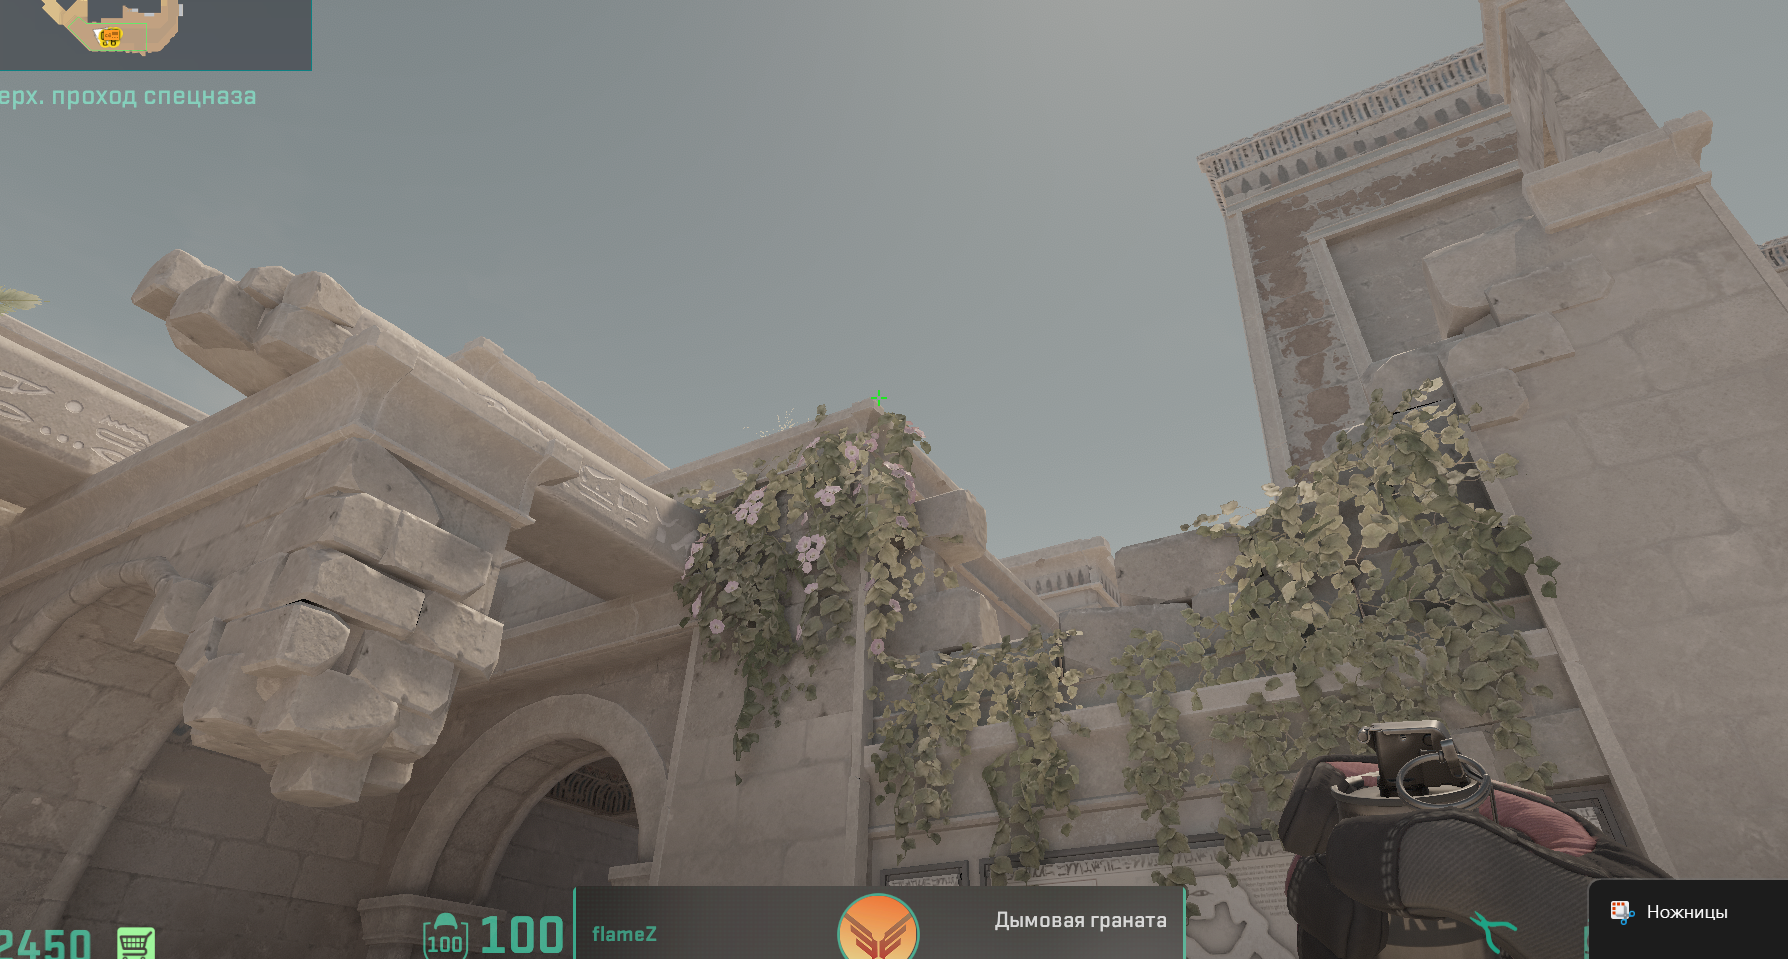 ерх. проход спецназа
2450
100
100
flameZ
Дымовая граната
Ножницы